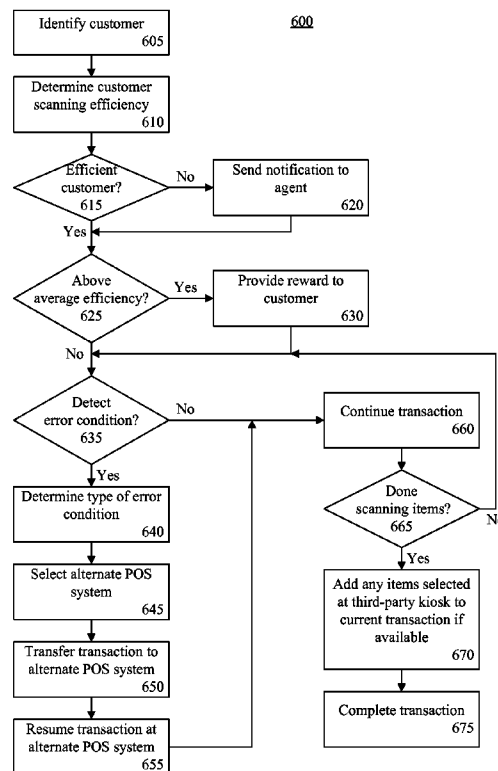 600
Identify customer
605
Determine customer
scanning efficiency
610
Efficient
customer?
615
No
Send notification to
agent
620
Yes
Above
average efficiency?
625
Yes
Provide reward to
customer
630
No
Detect
error condition?
635
No
Continue transaction
660
Yes
Determine type of error
condition
640
Done
scanning items?
665
Select alternate POS
system
645
Yes
Add any items selected
at third-party kiosk to
current transaction if
available
670
Transfer transaction to
alternate POS system
650
Complete transaction
675
Resume transaction at
alternate POS system
655